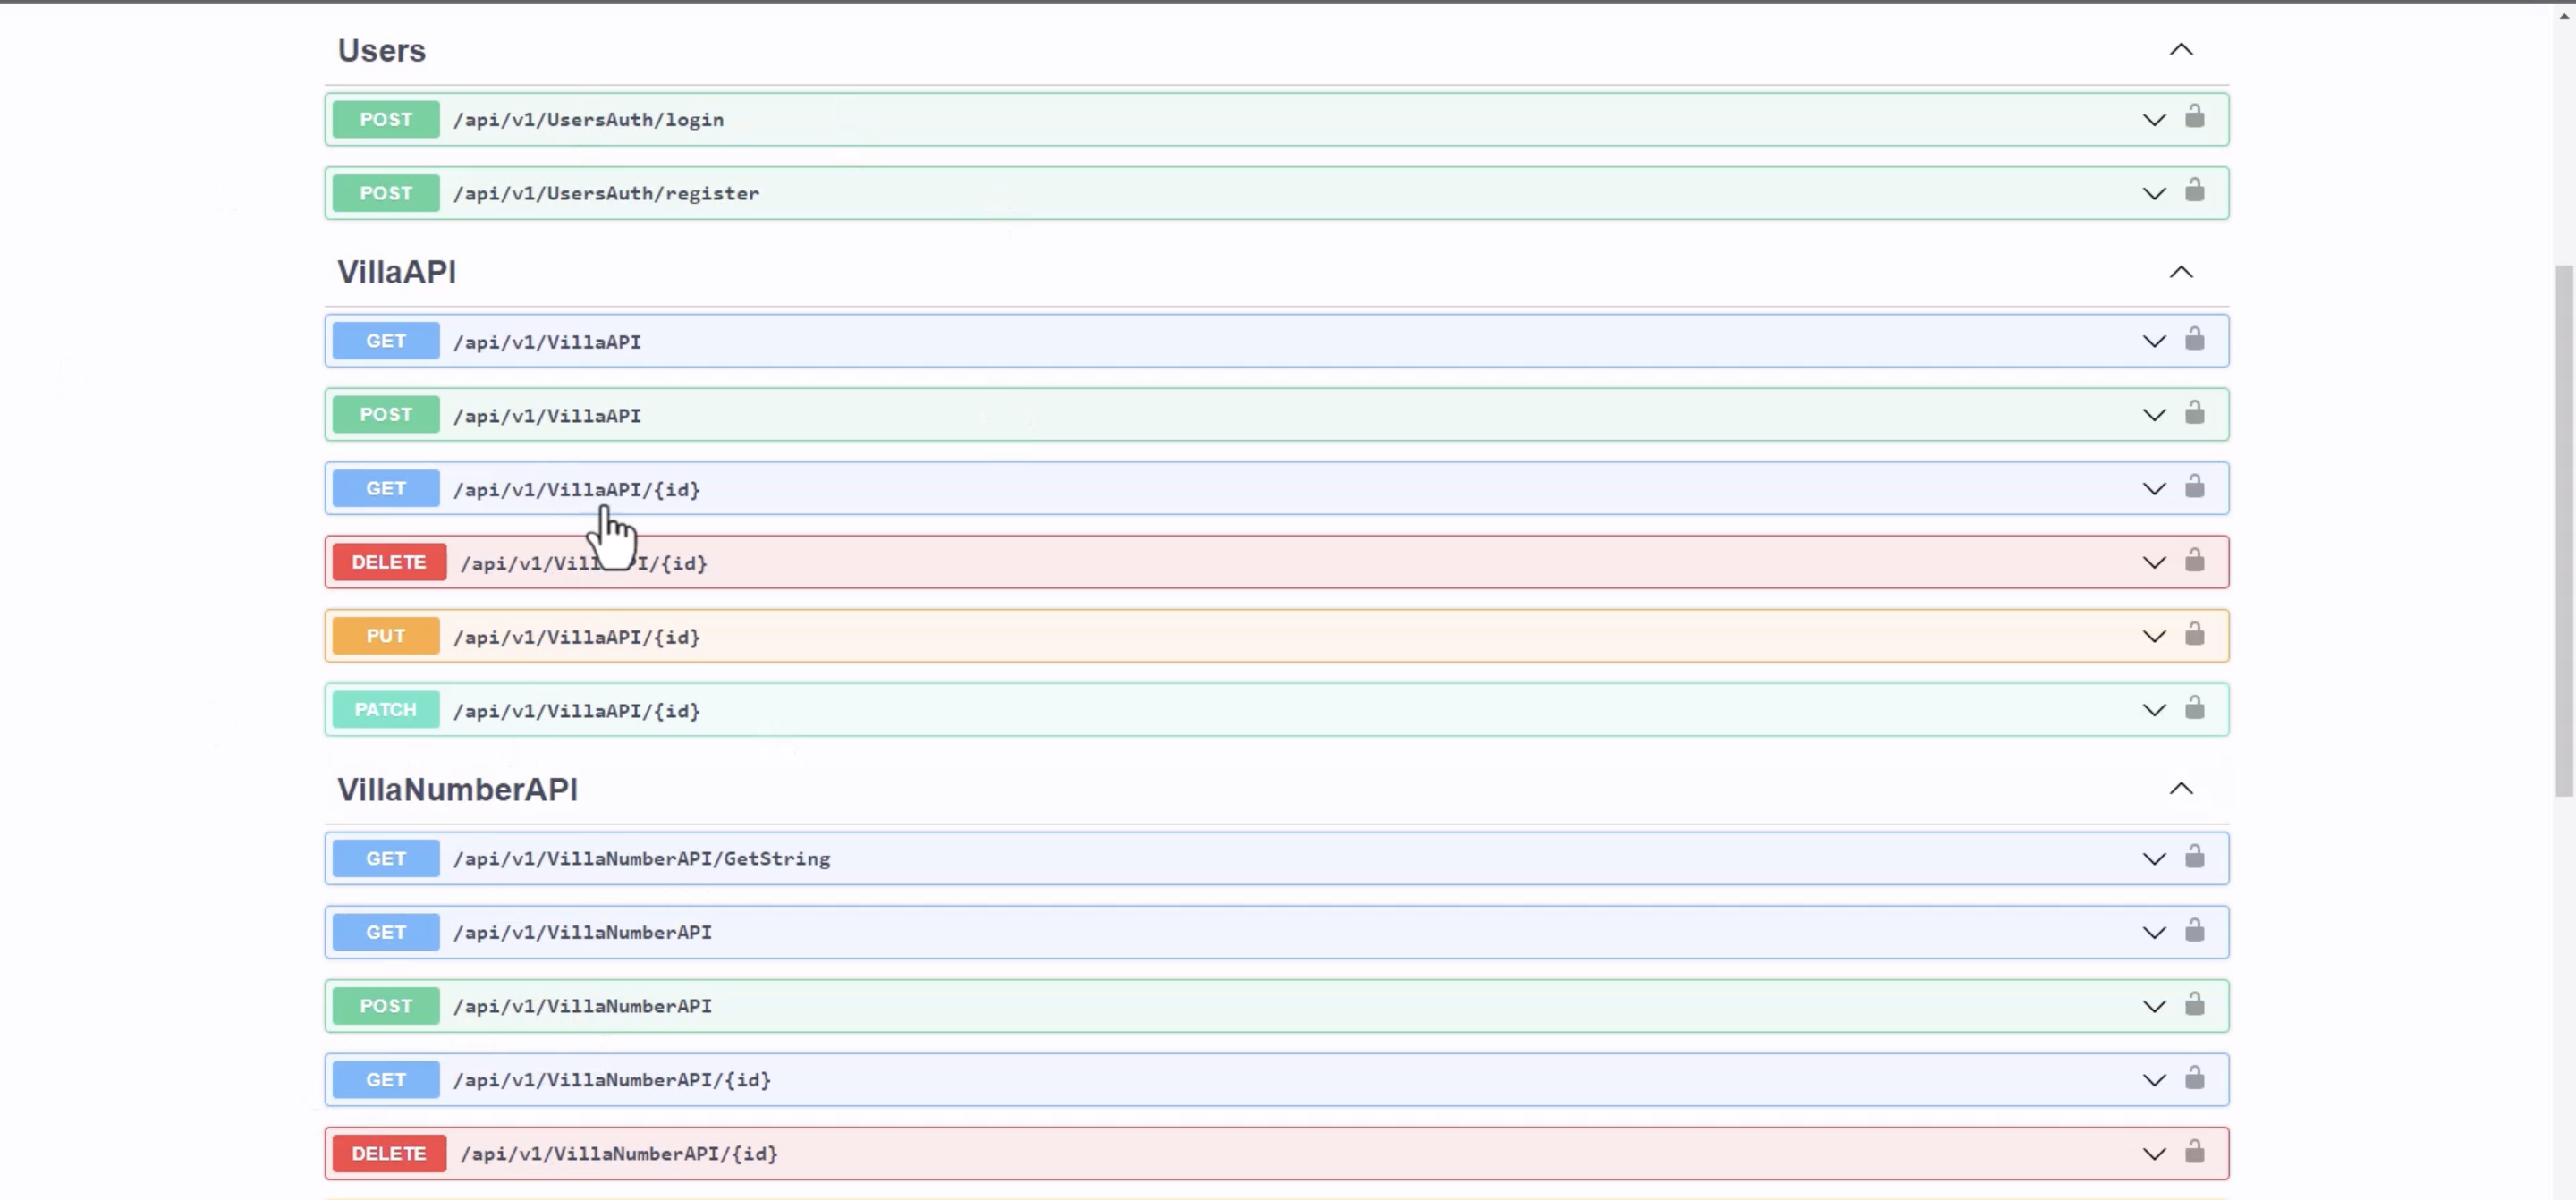 Users
POST /api/v1/UsersAuth/login
POST /api/v1/UsersAuth/register
VillaAPI
GET /api/v1/VillaAPI
POST /api/v1/VillaAPI
GET /api/v1/VillaAPI/{id}
DELETE /api/v1/VillaAPI/{id}
PUT /api/v1/VillaAPI/{id}
PATCH /api/v1/VillaAPI/{id}
VillaNumberAPI
GET /api/v1/VillaNumberAPI/GetString
GET /api/v1/VillaNumberAPI
POST /api/v1/VillaNumberAPI
GET /api/v1/VillaNumberAPI/{id}
DELETE /api/v1/VillaNumberAPI/{id}